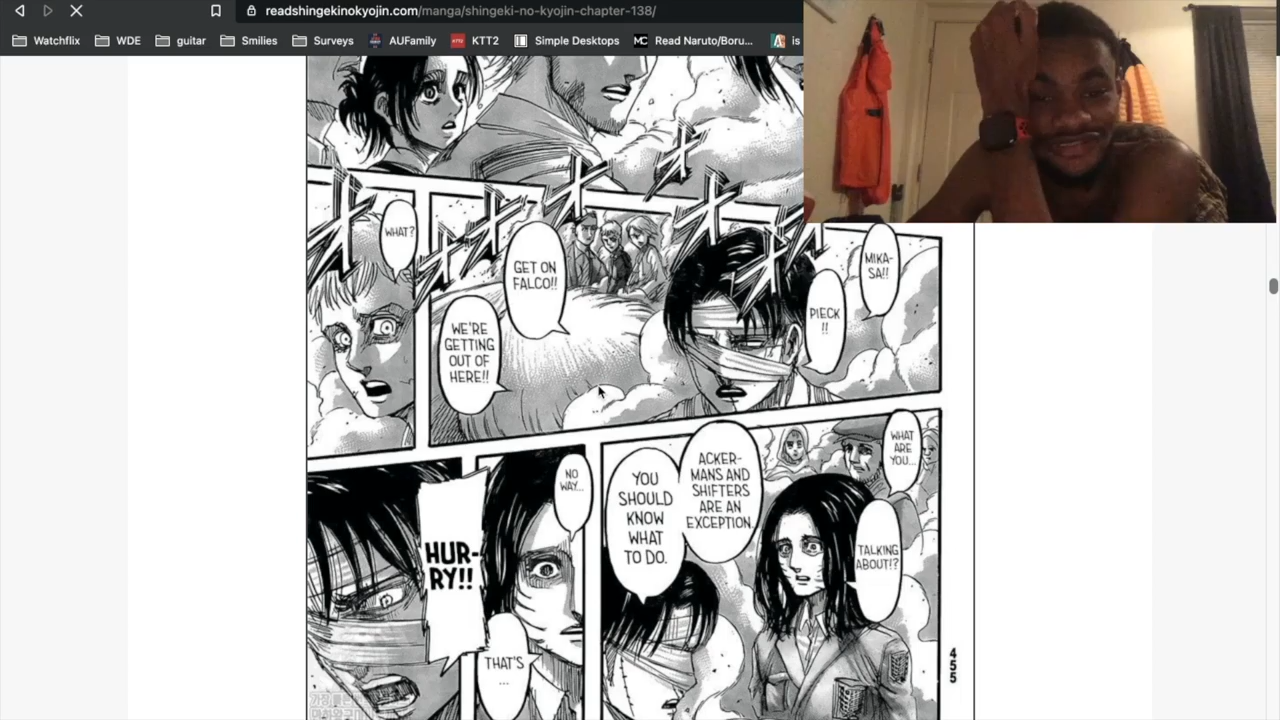 readshingekinokyojin.com/manga/shingeki-no-kyojin-chapter-138/
Watchflix
WDE
guitar
Smilies
Surveys
AUFamily
KTT2
Simple Desktops
Read Naruto/Boru...
is
MIKA-
SA!!
PIECK
!!
GET ON
FALCO!!
WE'RE
GETTING
OUT OF
HERE!!
WHAT?
WHAT
ARE
YOU...
TALKING
ABOUT!?
ACKER-
MANS AND
SHIFTERS
ARE AN
EXCEPTION.
YOU
SHOULD
KNOW
WHAT
TO DO.
NO
WAY...
THAT'S
...
HUR-
RY!!
455